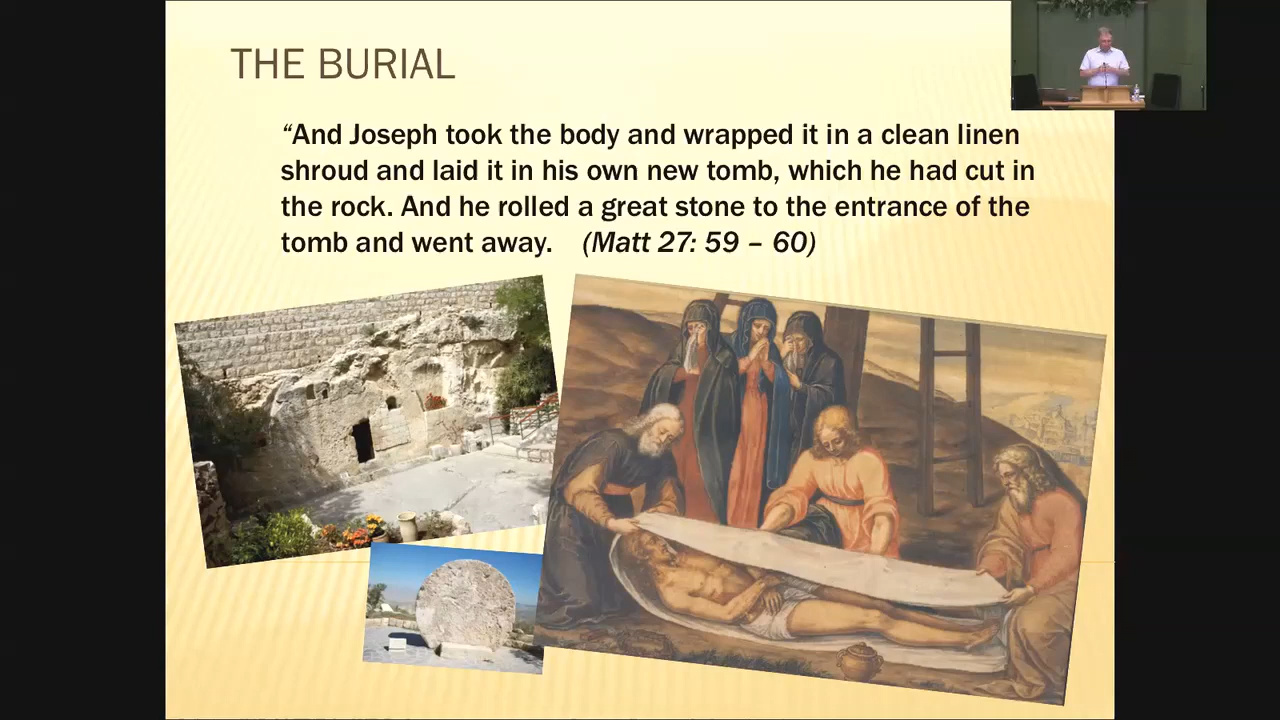 THE BURIAL
“And Joseph took the body and wrapped it in a clean linen
shroud and laid it in his own new tomb, which he had cut in
the rock. And he rolled a great stone to the entrance of the
tomb and went away. (Matt 27: 59 – 60)